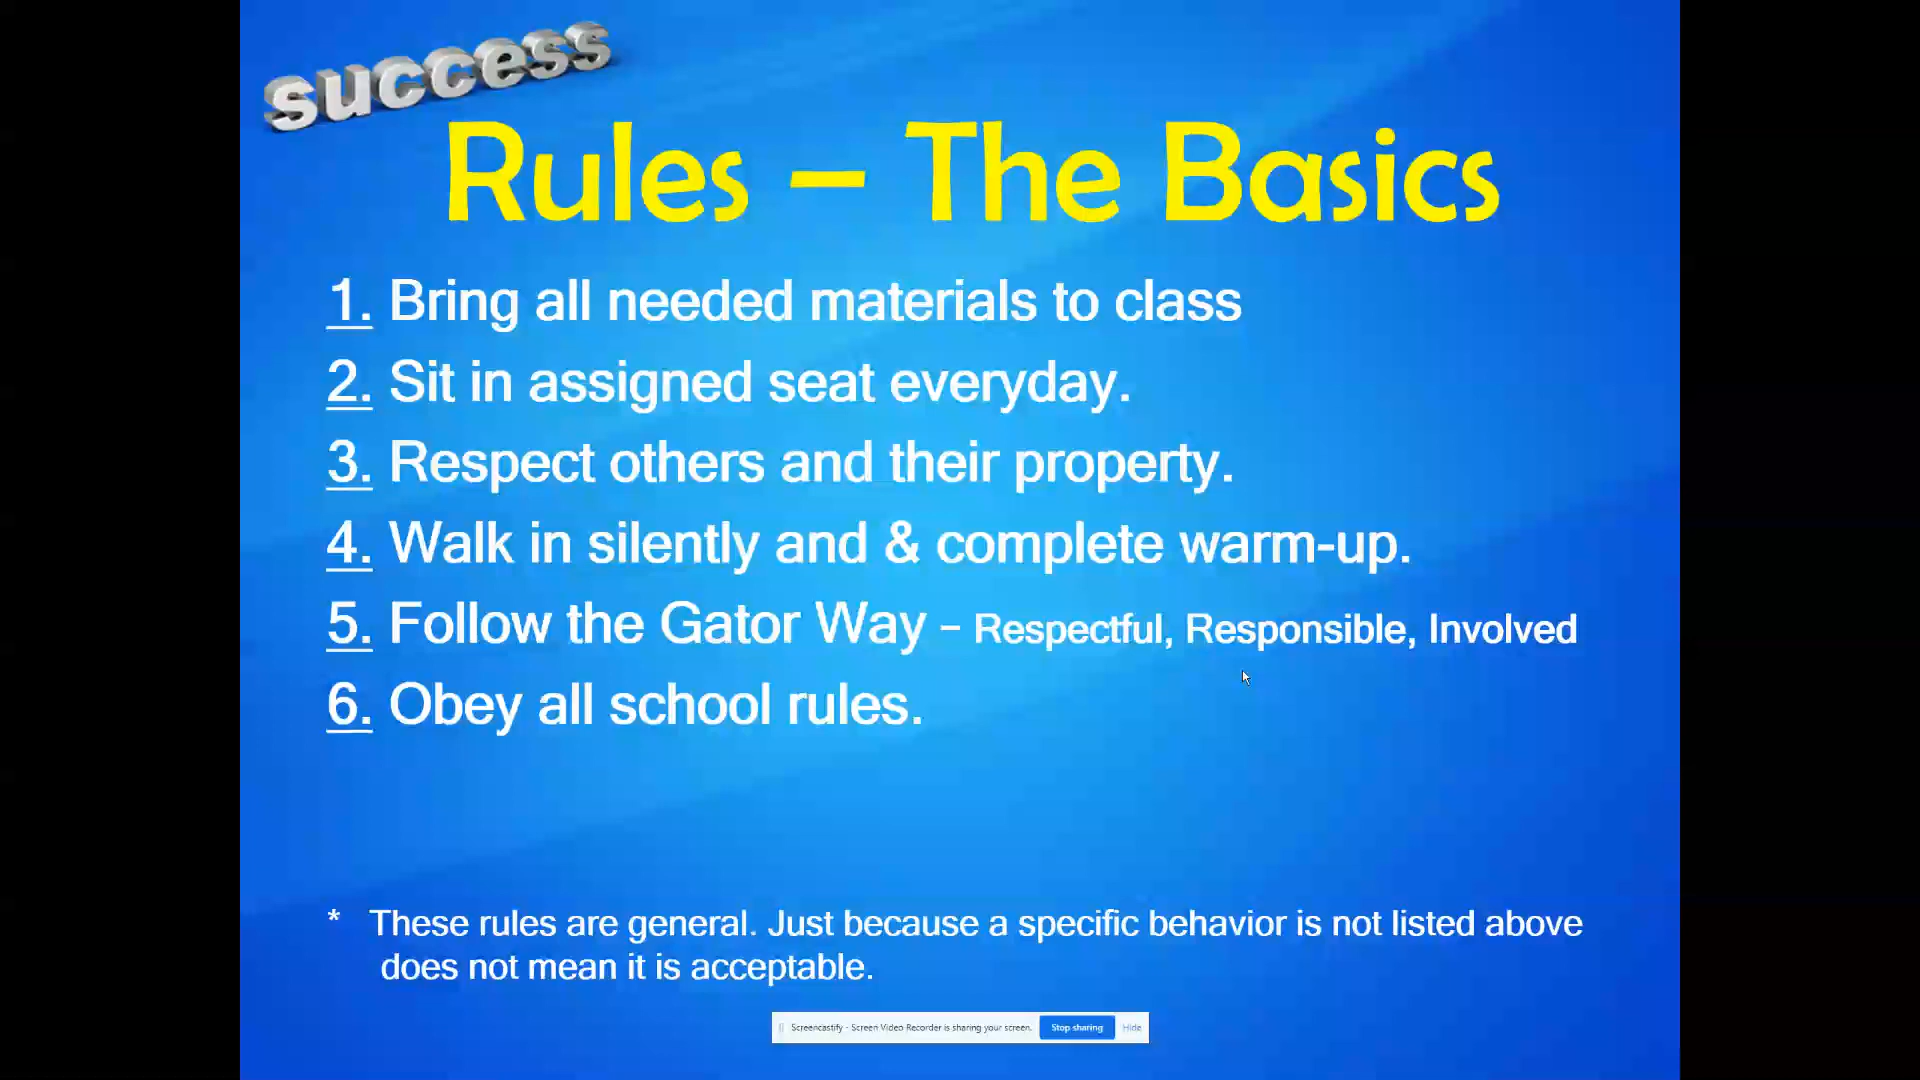 success
Rules – The Basics
1. Bring all needed materials to class
2. Sit in assigned seat everyday.
3. Respect others and their property.
4. Walk in silently and & complete warm-up.
5. Follow the Gator Way – Respectful, Responsible, Involved
6. Obey all school rules.
* These rules are general. Just because a specific behavior is not listed above
does not mean it is acceptable.
Screencastify - Screen Video Recorder is sharing your screen. Stop sharing Hide